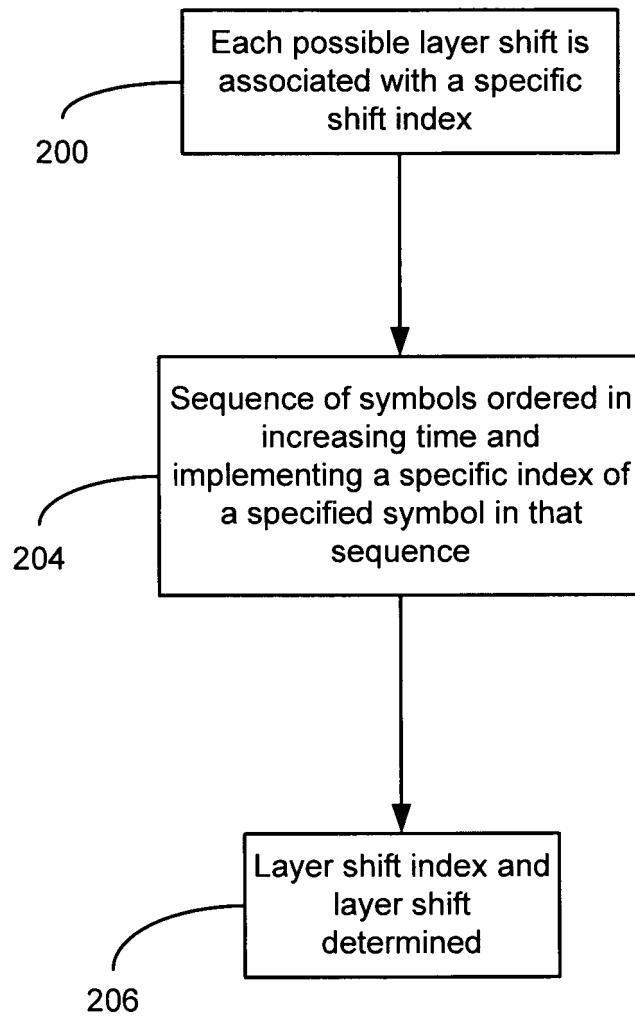 Each possible layer shift is
associated with a specific
shift index
200
Sequence of symbols ordered in
increasing time and
implementing a specific index of
a specified symbol in that
sequence
204
Layer shift index and
layer shift
determined
206